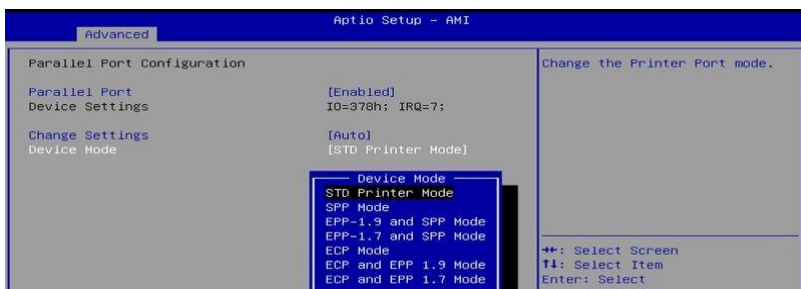 Aptio Setup – AMI
Advanced
Parallel Port Configuration
Parallel Port [Enabled]
Device Settings IO=378h; IRQ=7;
Change Settings [Auto]
Device Mode [STD Printer Mode]
Device Mode
STD Printer Mode
SPP Mode
EPP-1.9 and SPP Mode
EPP-1.7 and SPP Mode
ECP Mode
ECP and EPP 1.9 Mode
ECP and EPP 1.7 Mode
Change the Printer Port mode.
→←: Select Screen
↑↓: Select Item
Enter: Select